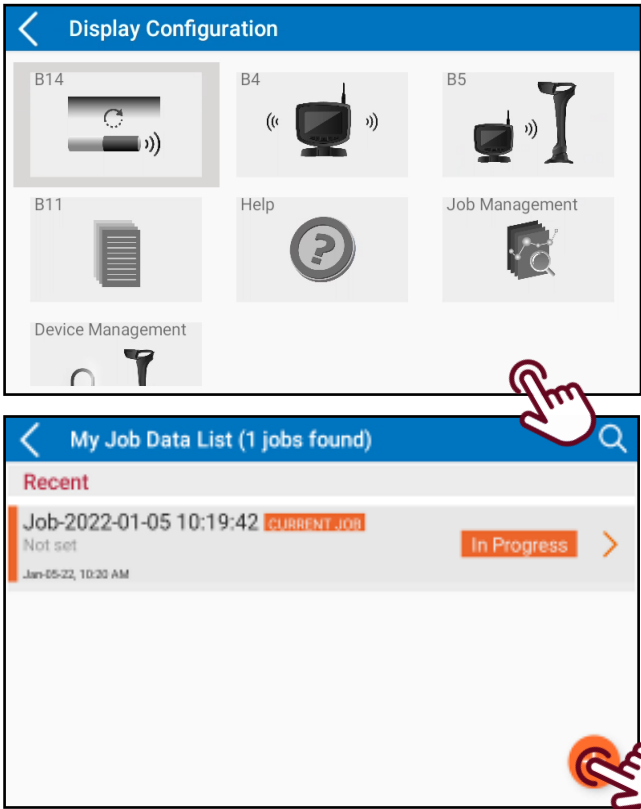 Display Configuration
B14
B4
B5
B11
Help
Job Management
Device Management
My Job Data List (1 jobs found)
Recent
Job-2022-01-05 10:19:42 CURRENT JOB
Not set
In Progress
Jan-05-22, 10:20 AM